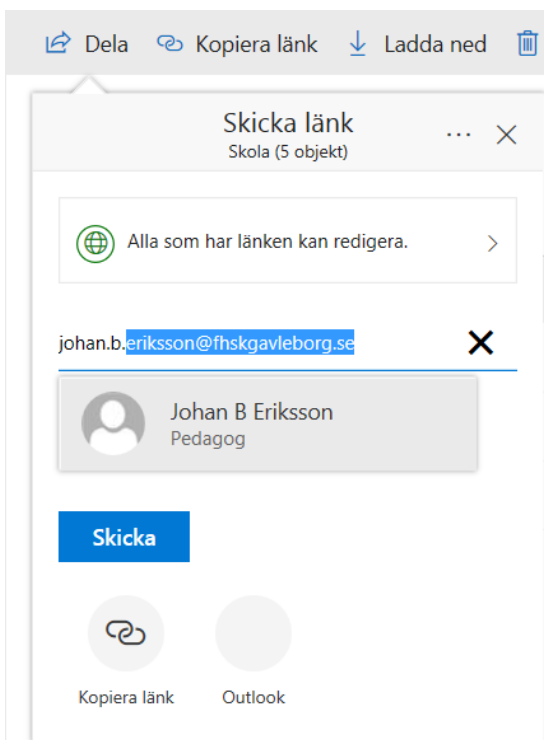 Dela Kopiera länk Ladda ned
Skicka länk
Skola (5 objekt)
Alla som har länken kan redigera.
johan.b.eriksson@fhskgavleborg.se
Johan B Eriksson
Pedagog
Skicka
Kopiera länk Outlook